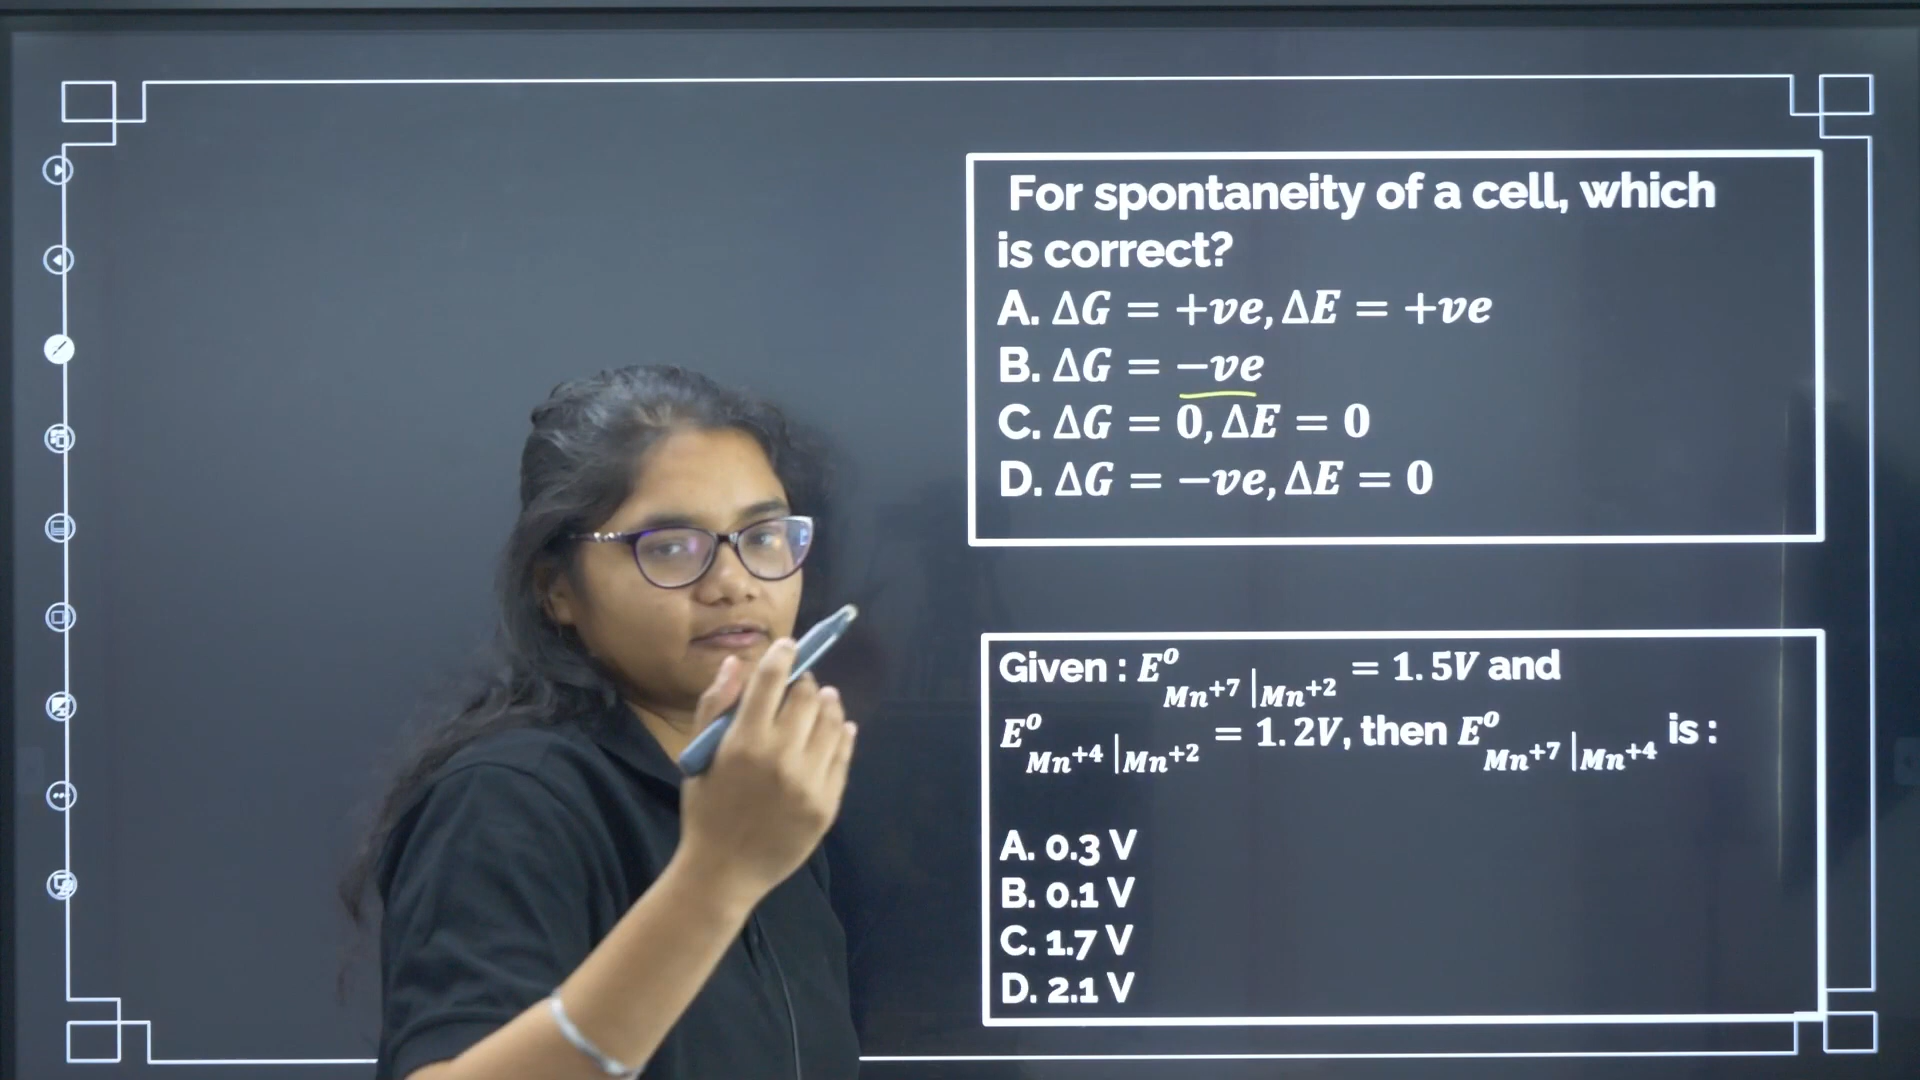 For spontaneity of a cell, which
is correct?
A. ΔG = +ve, ΔE = +ve
B. ΔG = −ve
C. ΔG = 0, ΔE = 0
D. ΔG = −ve, ΔE = 0
Given : E° Mn⁺⁷ | Mn⁺² = 1.5V and
E° Mn⁺⁴ | Mn⁺² = 1.2V, then E° Mn⁺⁷ | Mn⁺⁴ is :
A. 0.3 V
B. 0.1 V
C. 1.7 V
D. 2.1 V